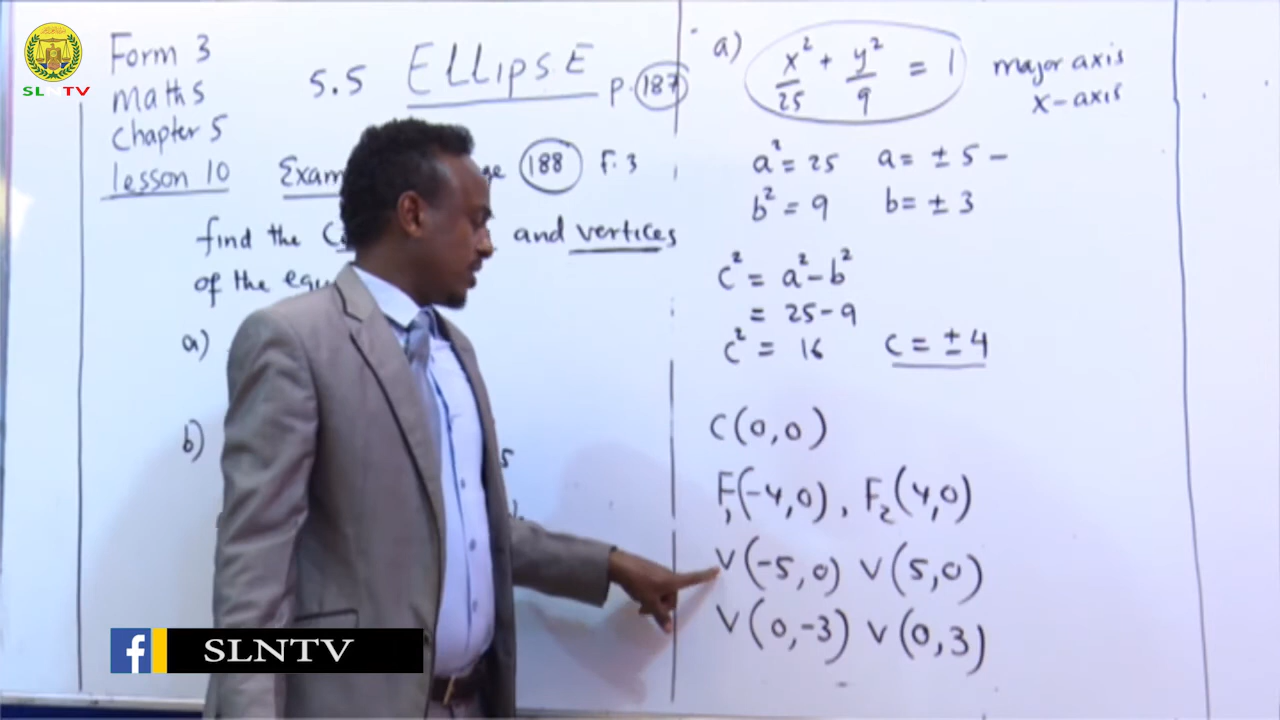 SLNTV
Form 3
maths
chapter 5
lesson 10
5.5 ELLIPSE
p. 187
188 F. 3
find the
and vertices
of the
a)
b)
5
a) x²/25 + y²/9 = 1 major axis
x-axis
a² = 25 a = ± 5 –
b² = 9 b = ± 3
c² = a² – b²
= 25 – 9
c² = 16 c = ± 4
C(0,0)
F₁(-4,0), F₂(4,0)
V(-5,0) V(5,0)
V(0,-3) V(0,3)
f SLNTV